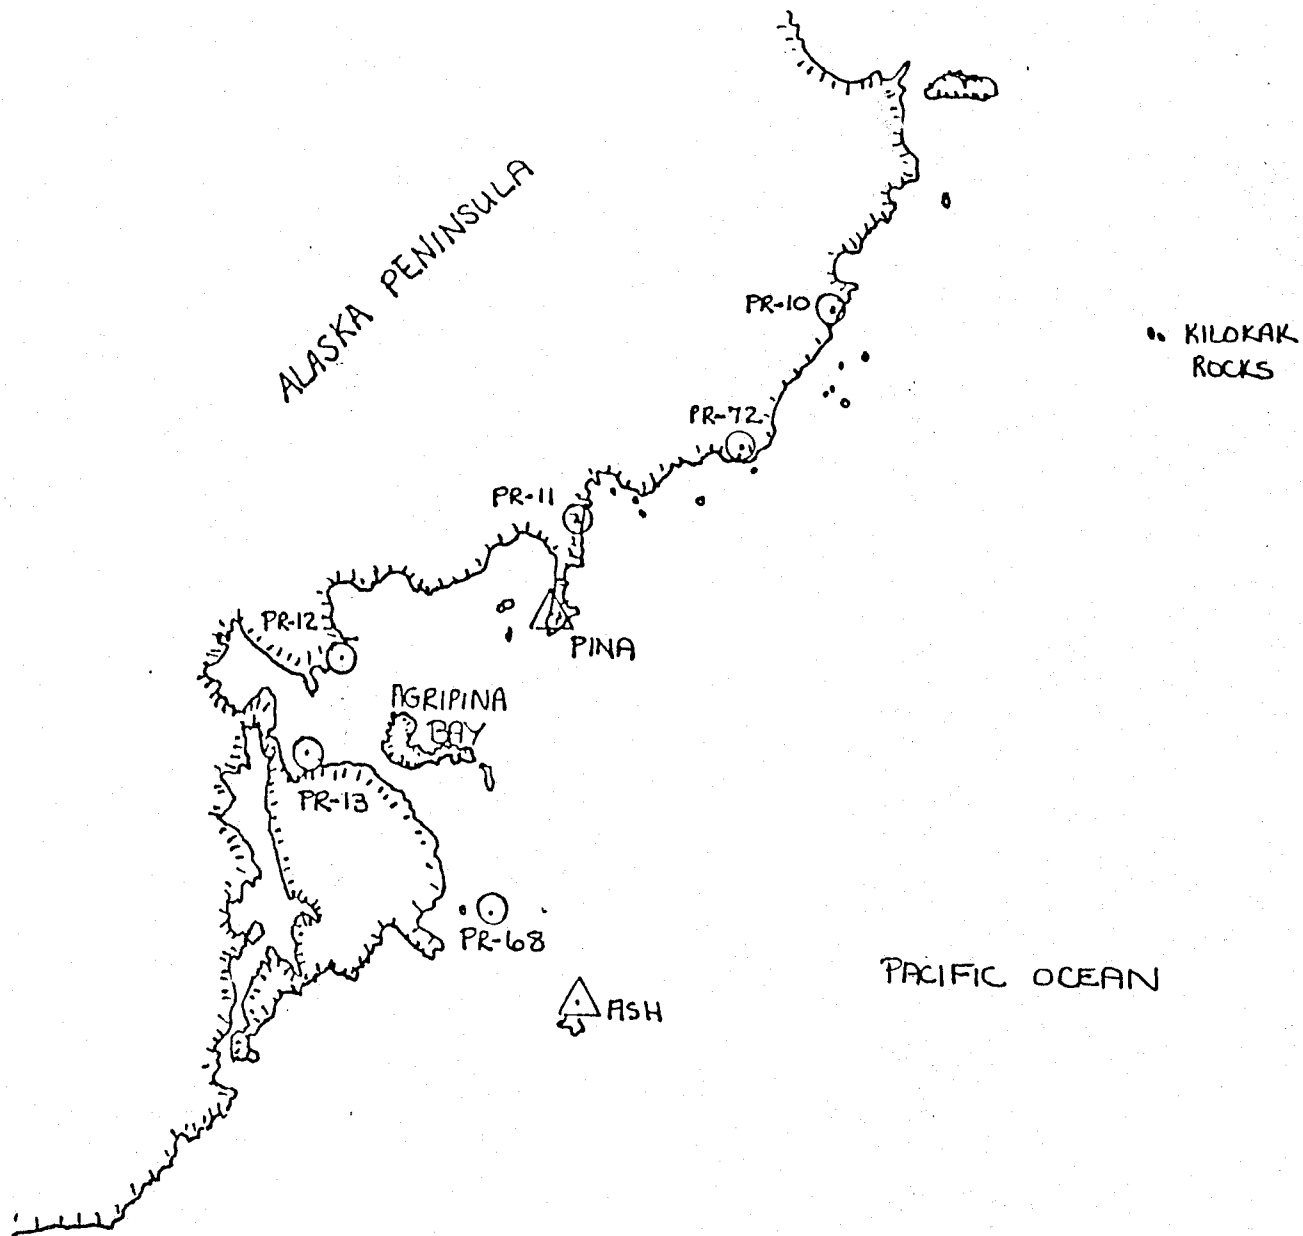 ALASKA PENINSULA
PR-10
KILOKAK
ROCKS
PR-72
PR-11
PR-12
PINA
AGRIPINA
BAY
PR-13
PR-68
PACIFIC OCEAN
ASH